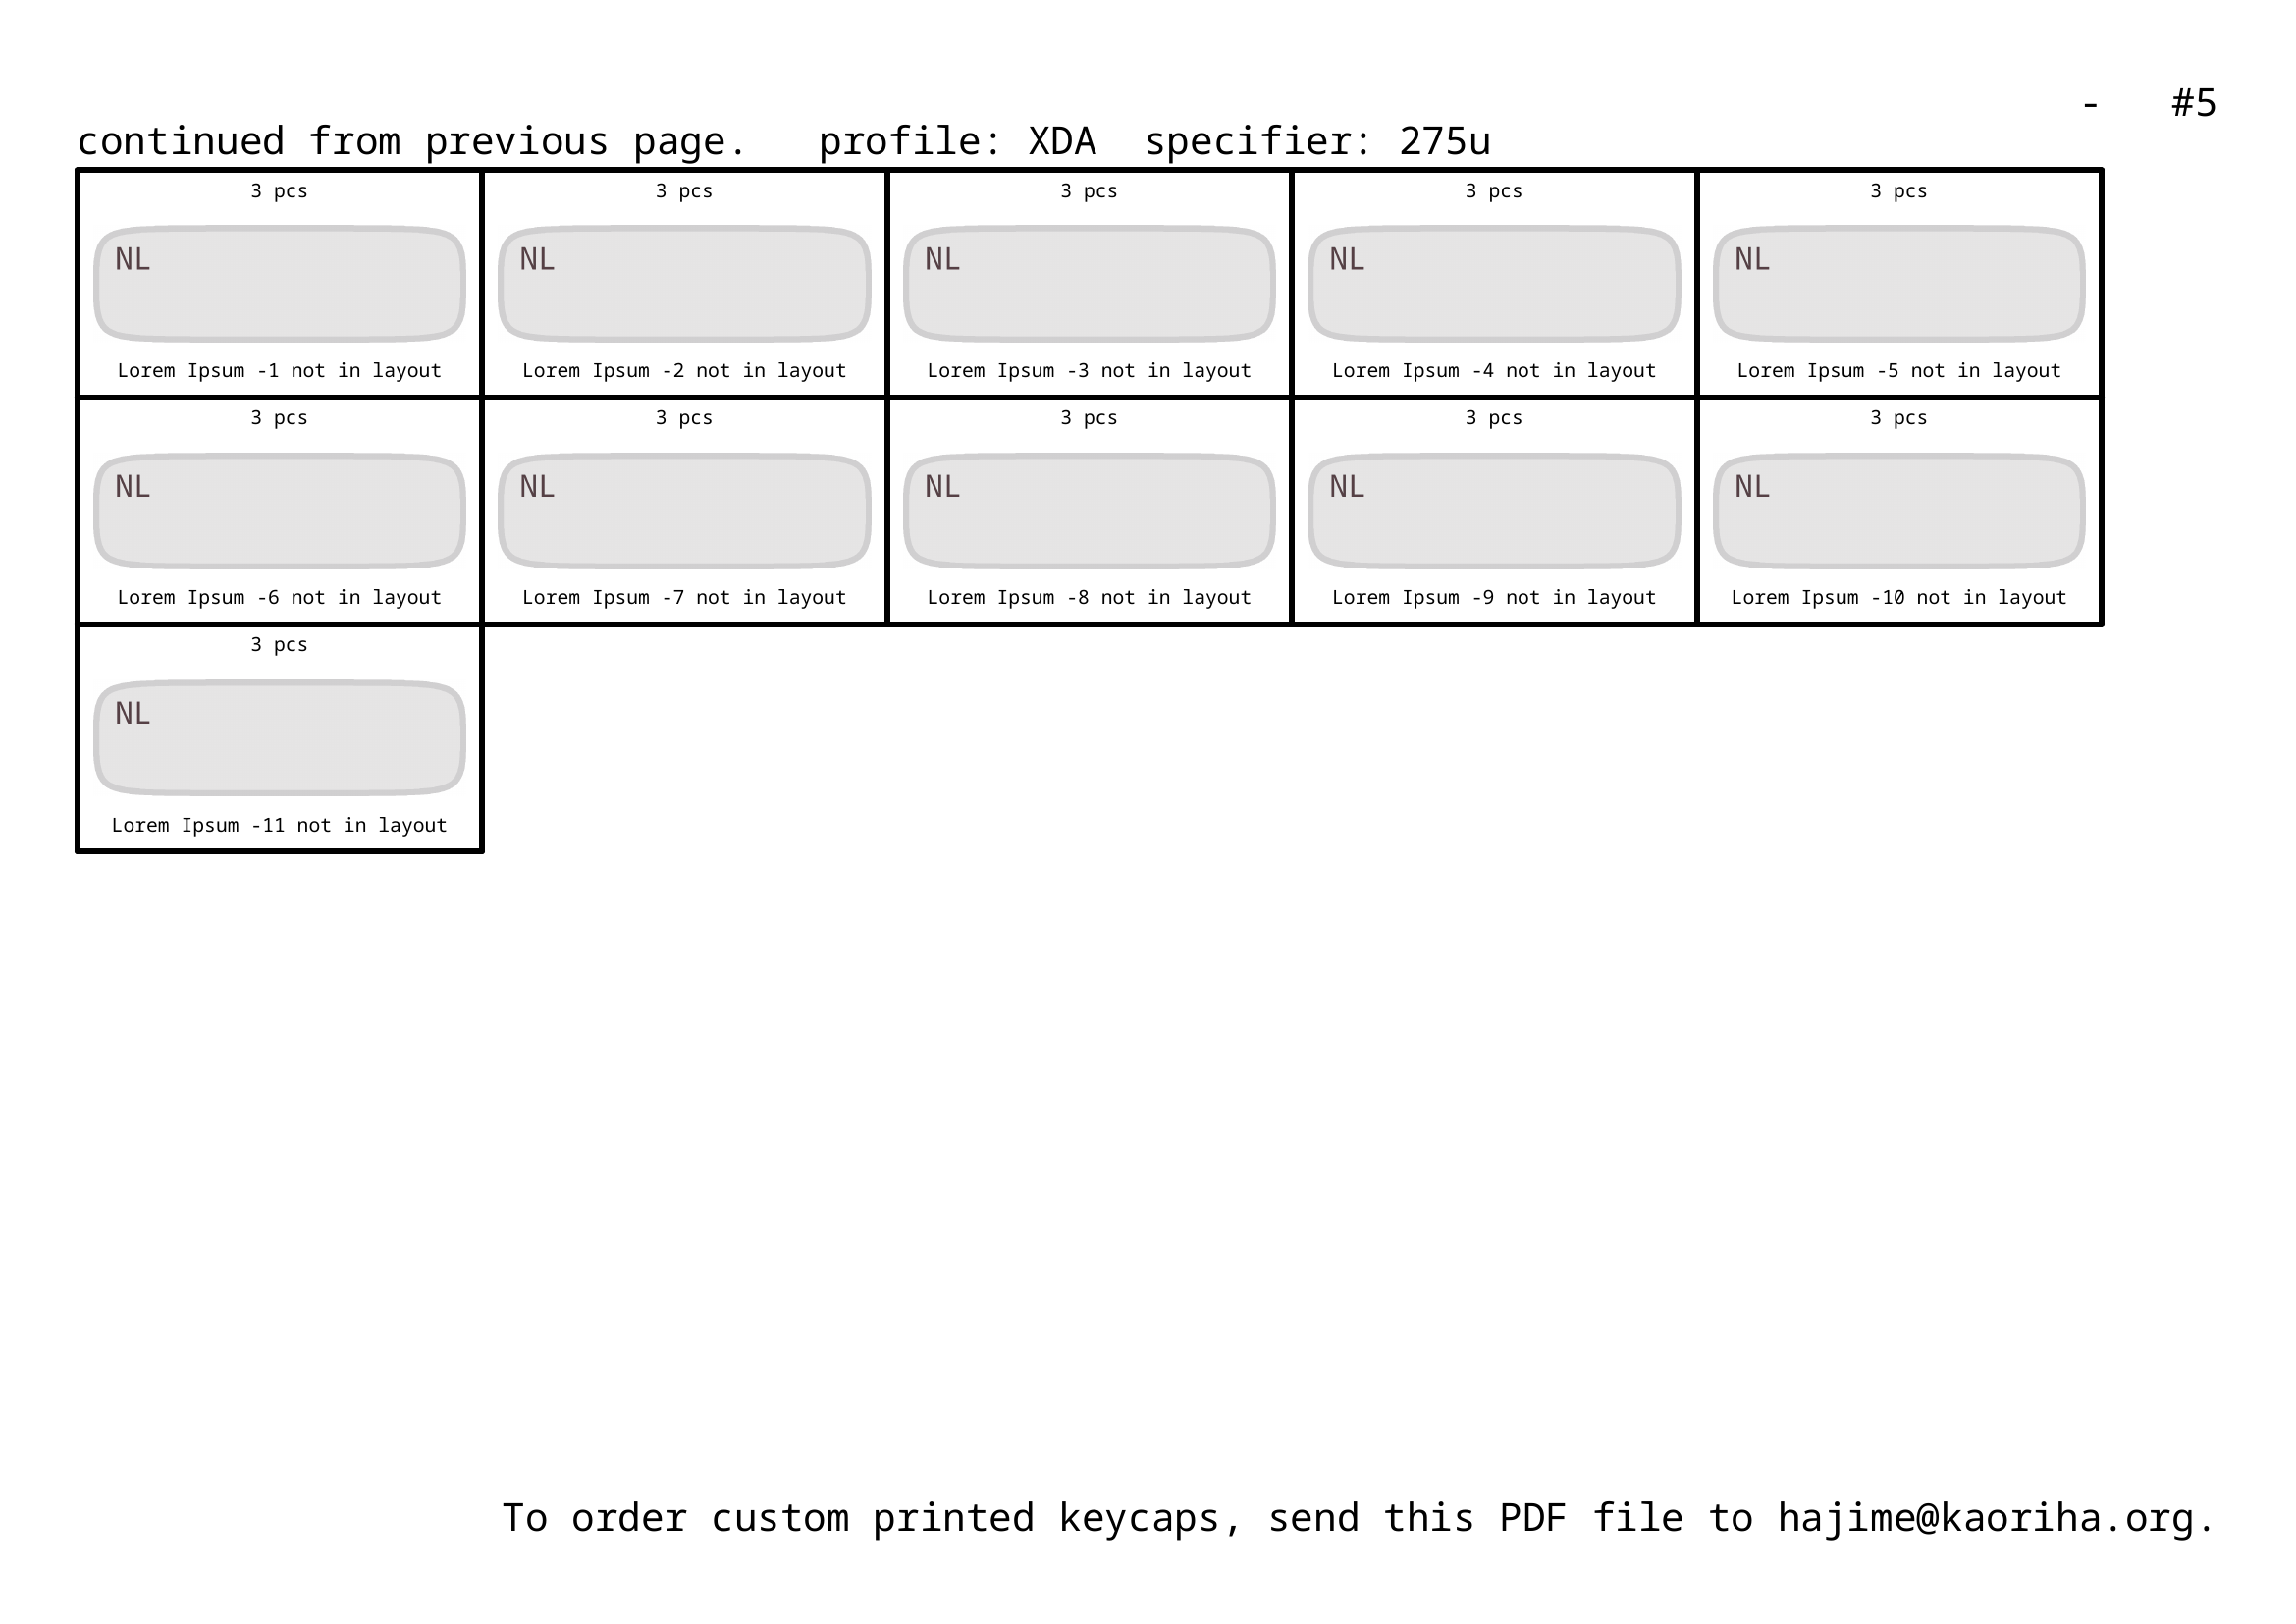 - #5
continued from previous page. profile: XDA specifier: 275u
3 pcs 3 pcs 3 pcs 3 pcs 3 pcs
NL NL NL NL NL
Lorem Ipsum -1 not in layout Lorem Ipsum -2 not in layout Lorem Ipsum -3 not in layout Lorem Ipsum -4 not in layout Lorem Ipsum -5 not in layout
3 pcs 3 pcs 3 pcs 3 pcs 3 pcs
NL NL NL NL NL
Lorem Ipsum -6 not in layout Lorem Ipsum -7 not in layout Lorem Ipsum -8 not in layout Lorem Ipsum -9 not in layout Lorem Ipsum -10 not in layout
3 pcs
NL
Lorem Ipsum -11 not in layout
To order custom printed keycaps, send this PDF file to hajime@kaoriha.org.